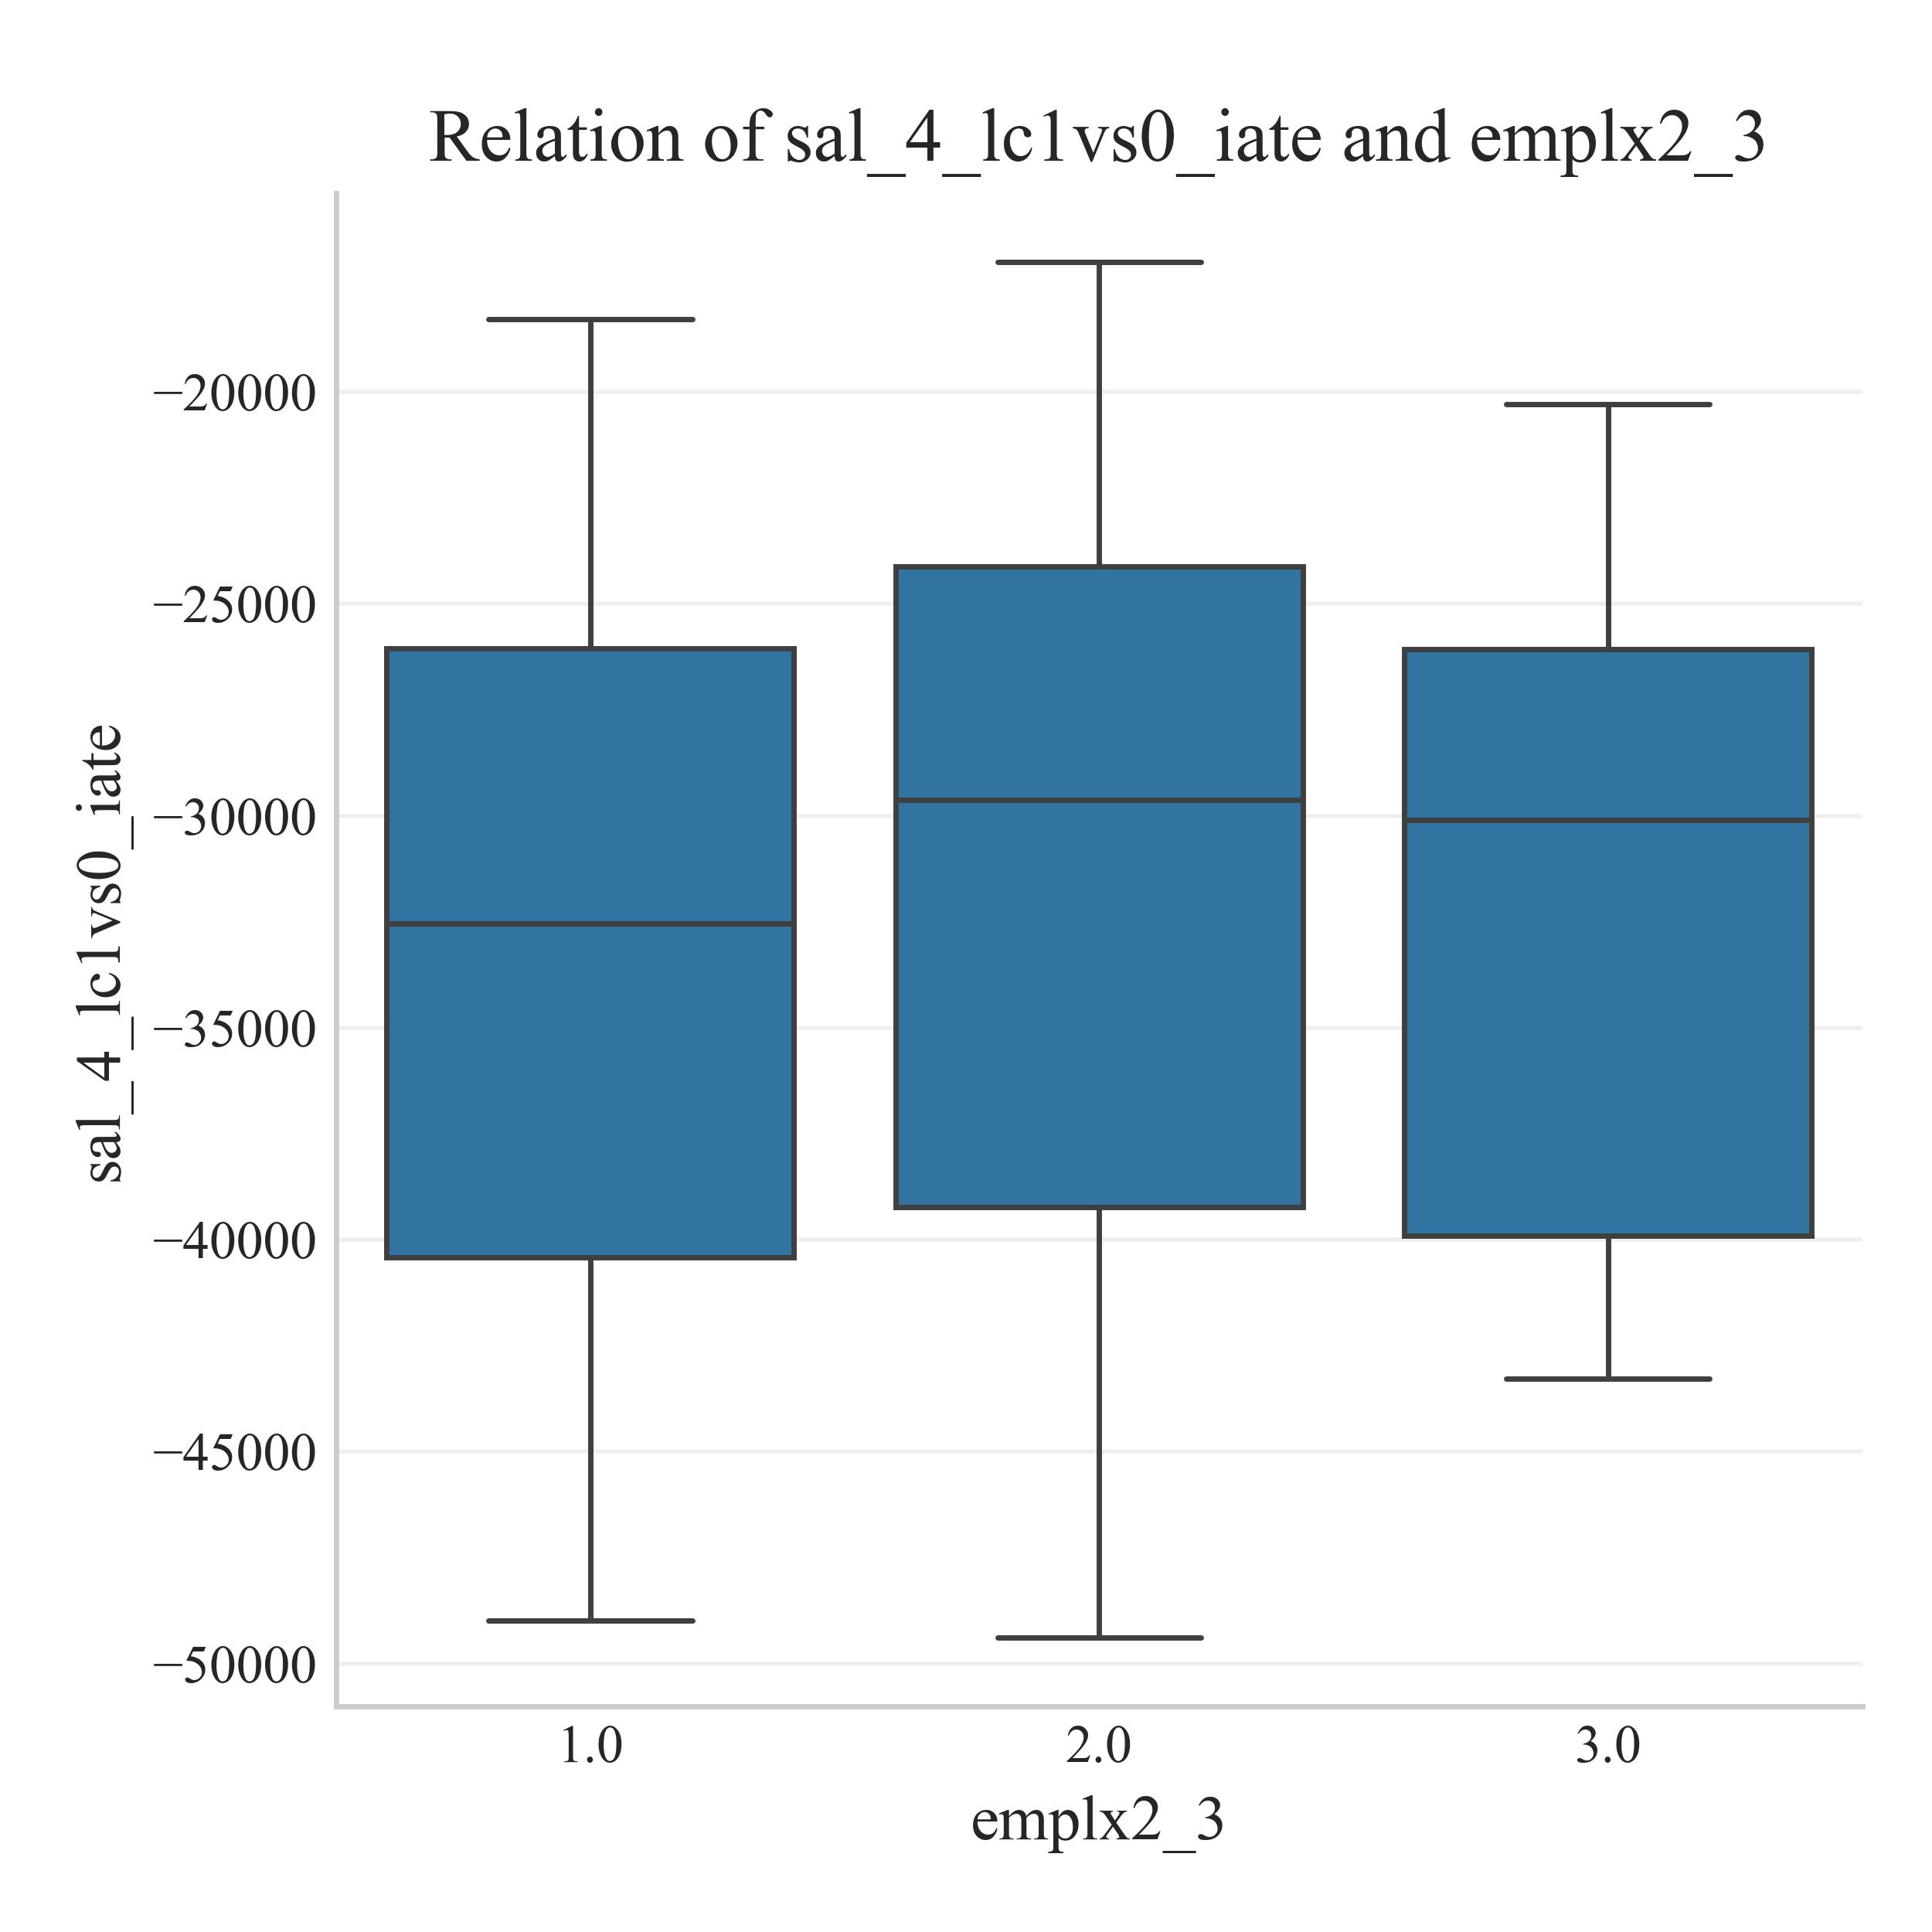 Relation of sal_4_lc1vs0_iate and emplx2_3
sal_4_lc1vs0_iate
−20000
−25000
−30000
−35000
−40000
−45000
−50000
1.0 2.0 3.0
emplx2_3